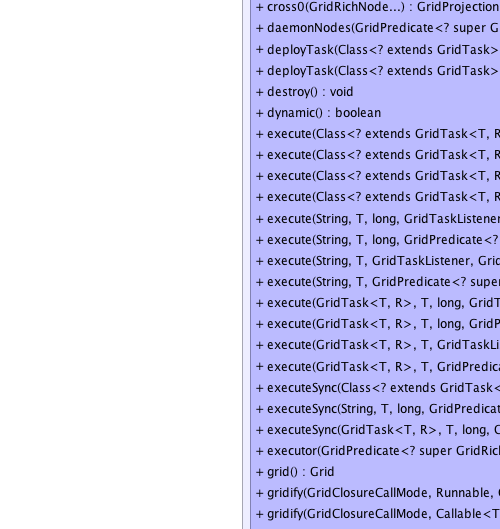 + cross0(GridRichNode...) : GridProjection
+ daemonNodes(GridPredicate<? super G
+ deployTask(Class<? extends GridTask>
+ deployTask(Class<? extends GridTask>
+ destroy() : void
+ dynamic() : boolean
+ execute(Class<? extends GridTask<T, R
+ execute(Class<? extends GridTask<T, R
+ execute(Class<? extends GridTask<T, R
+ execute(Class<? extends GridTask<T, R
+ execute(String, T, long, GridTaskListener
+ execute(String, T, long, GridPredicate<?
+ execute(String, T, GridTaskListener, Grid
+ execute(String, T, GridPredicate<? super
+ execute(GridTask<T, R>, T, long, GridT
+ execute(GridTask<T, R>, T, long, GridP
+ execute(GridTask<T, R>, T, GridTaskLi
+ execute(GridTask<T, R>, T, GridPredica
+ executeSync(Class<? extends GridTask<
+ executeSync(String, T, long, GridPredicat
+ executeSync(GridTask<T, R>, T, long, G
+ executor(GridPredicate<? super GridRich
+ grid() : Grid
+ gridify(GridClosureCallMode, Runnable, G
+ gridify(GridClosureCallMode, Callable<T